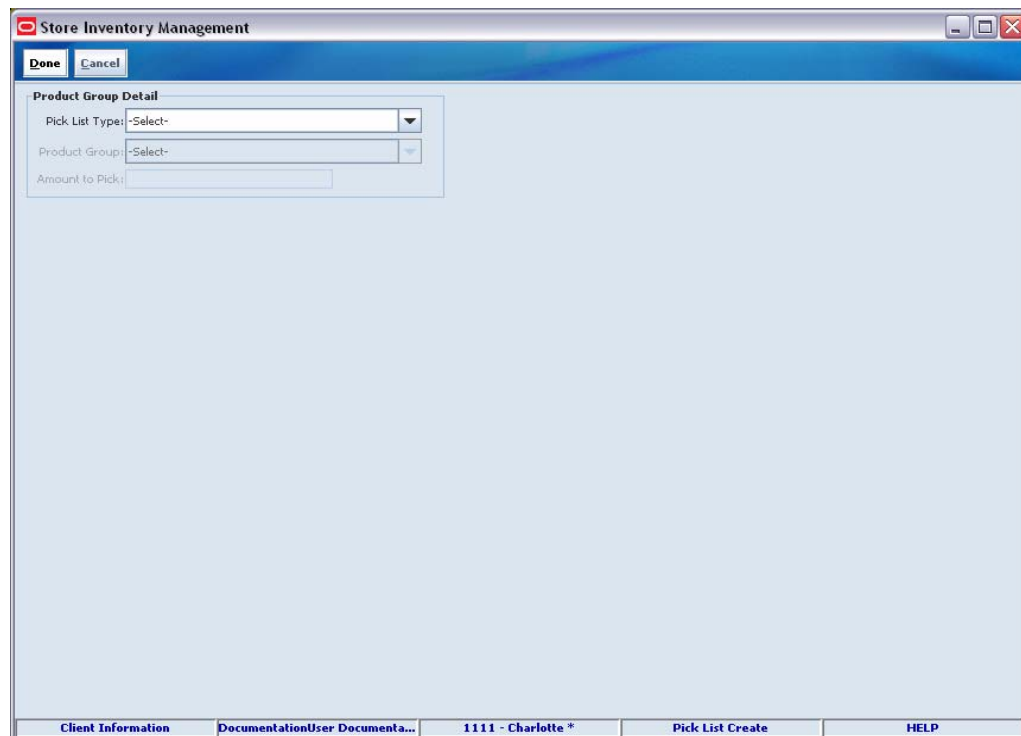 Store Inventory Management
Done Cancel
Product Group Detail
Pick List Type: -Select-
Product Group: -Select-
Amount to Pick:
Client Information DocumentationUser Documenta... 1111 - Charlotte * Pick List Create HELP